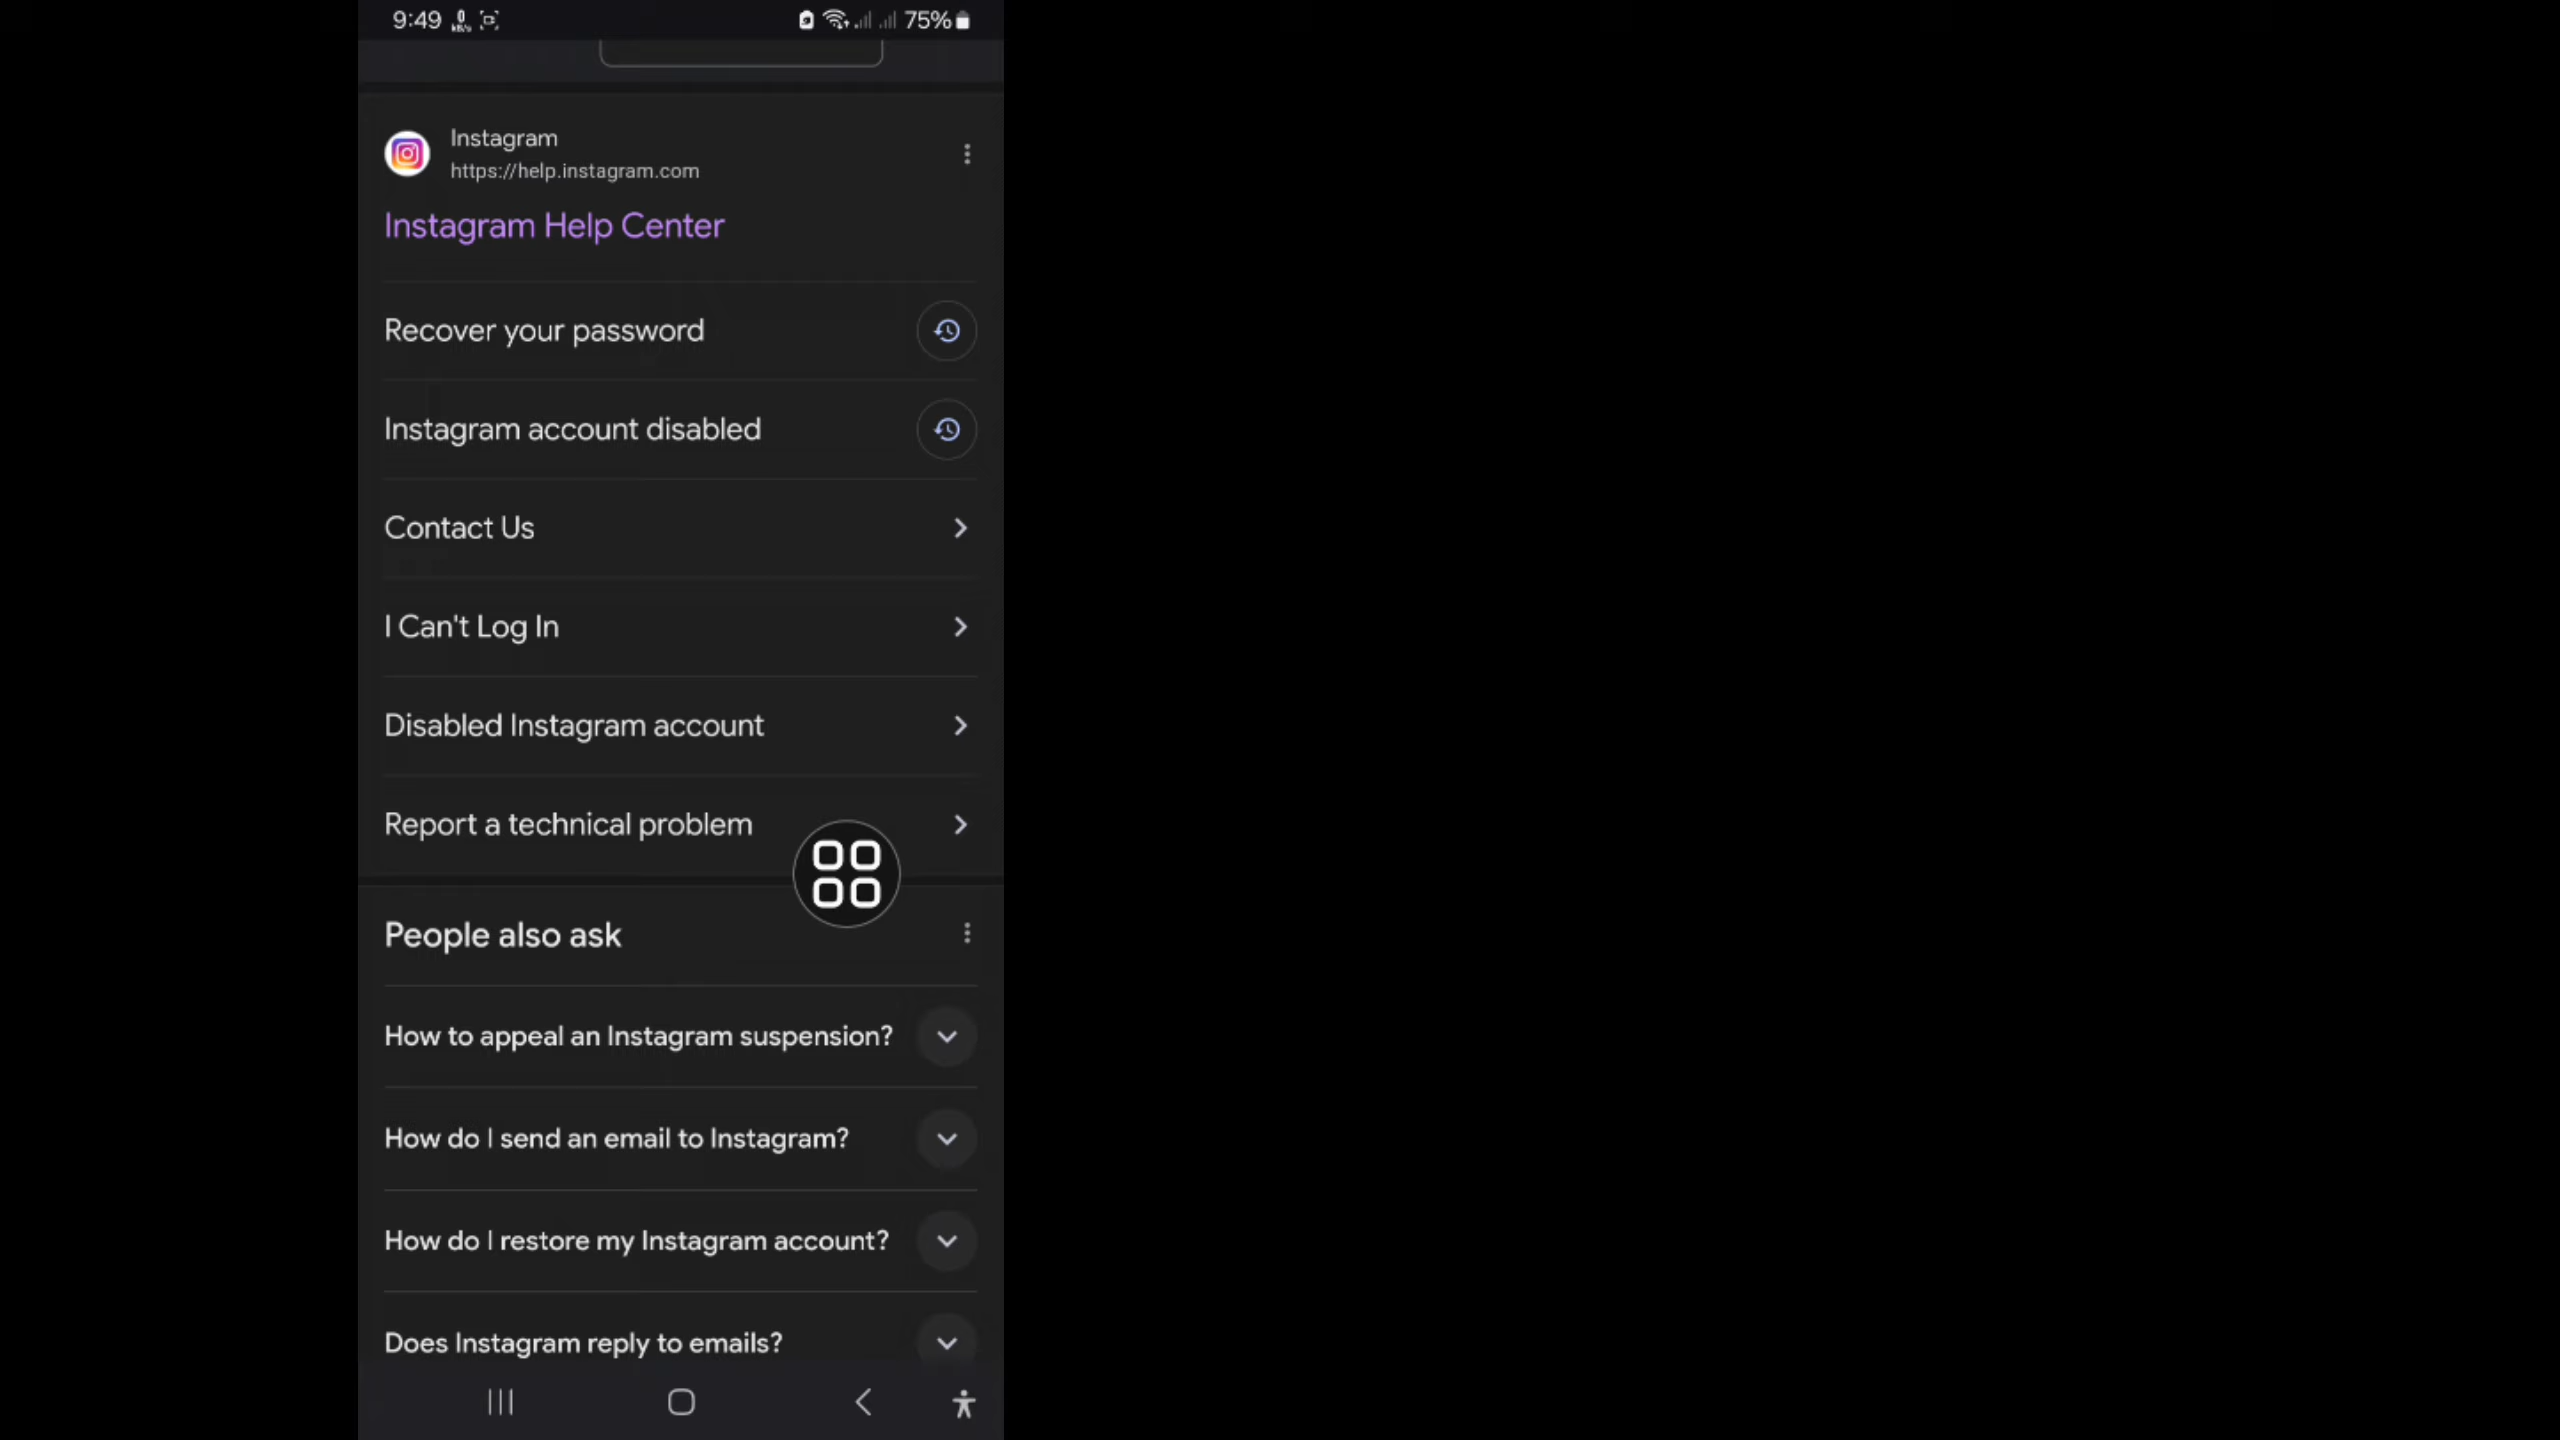 9:49
75%
Instagram
https://help.instagram.com
Instagram Help Center
Recover your password
Instagram account disabled
Contact Us
I Can't Log In
Disabled Instagram account
Report a technical problem
People also ask
How to appeal an Instagram suspension?
How do I send an email to Instagram?
How do I restore my Instagram account?
Does Instagram reply to emails?